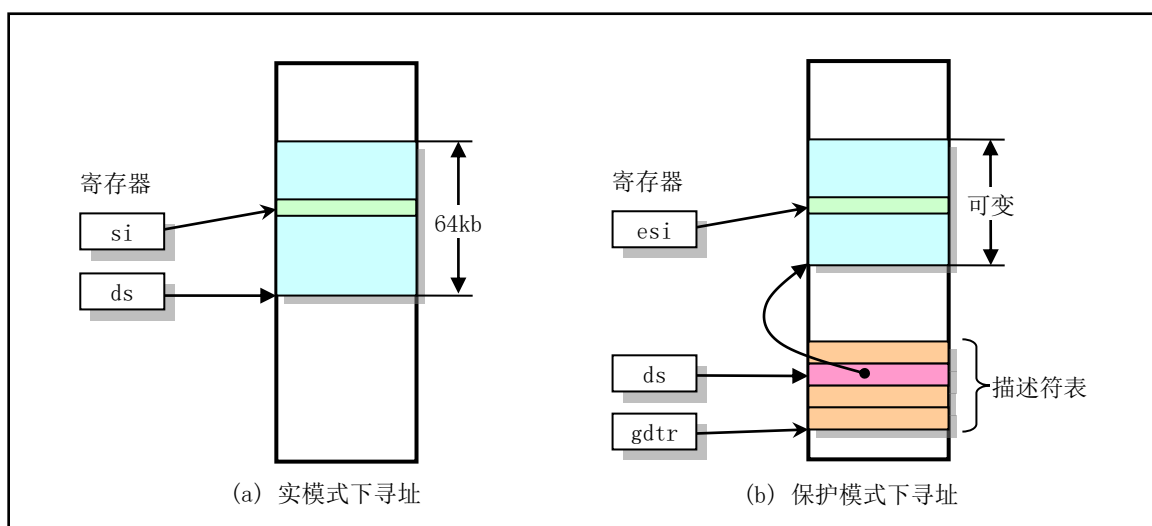 寄存器
si
ds
64kb
(a) 实模式下寻址
寄存器
esi
ds
gdtr
可变
描述符表
(b) 保护模式下寻址